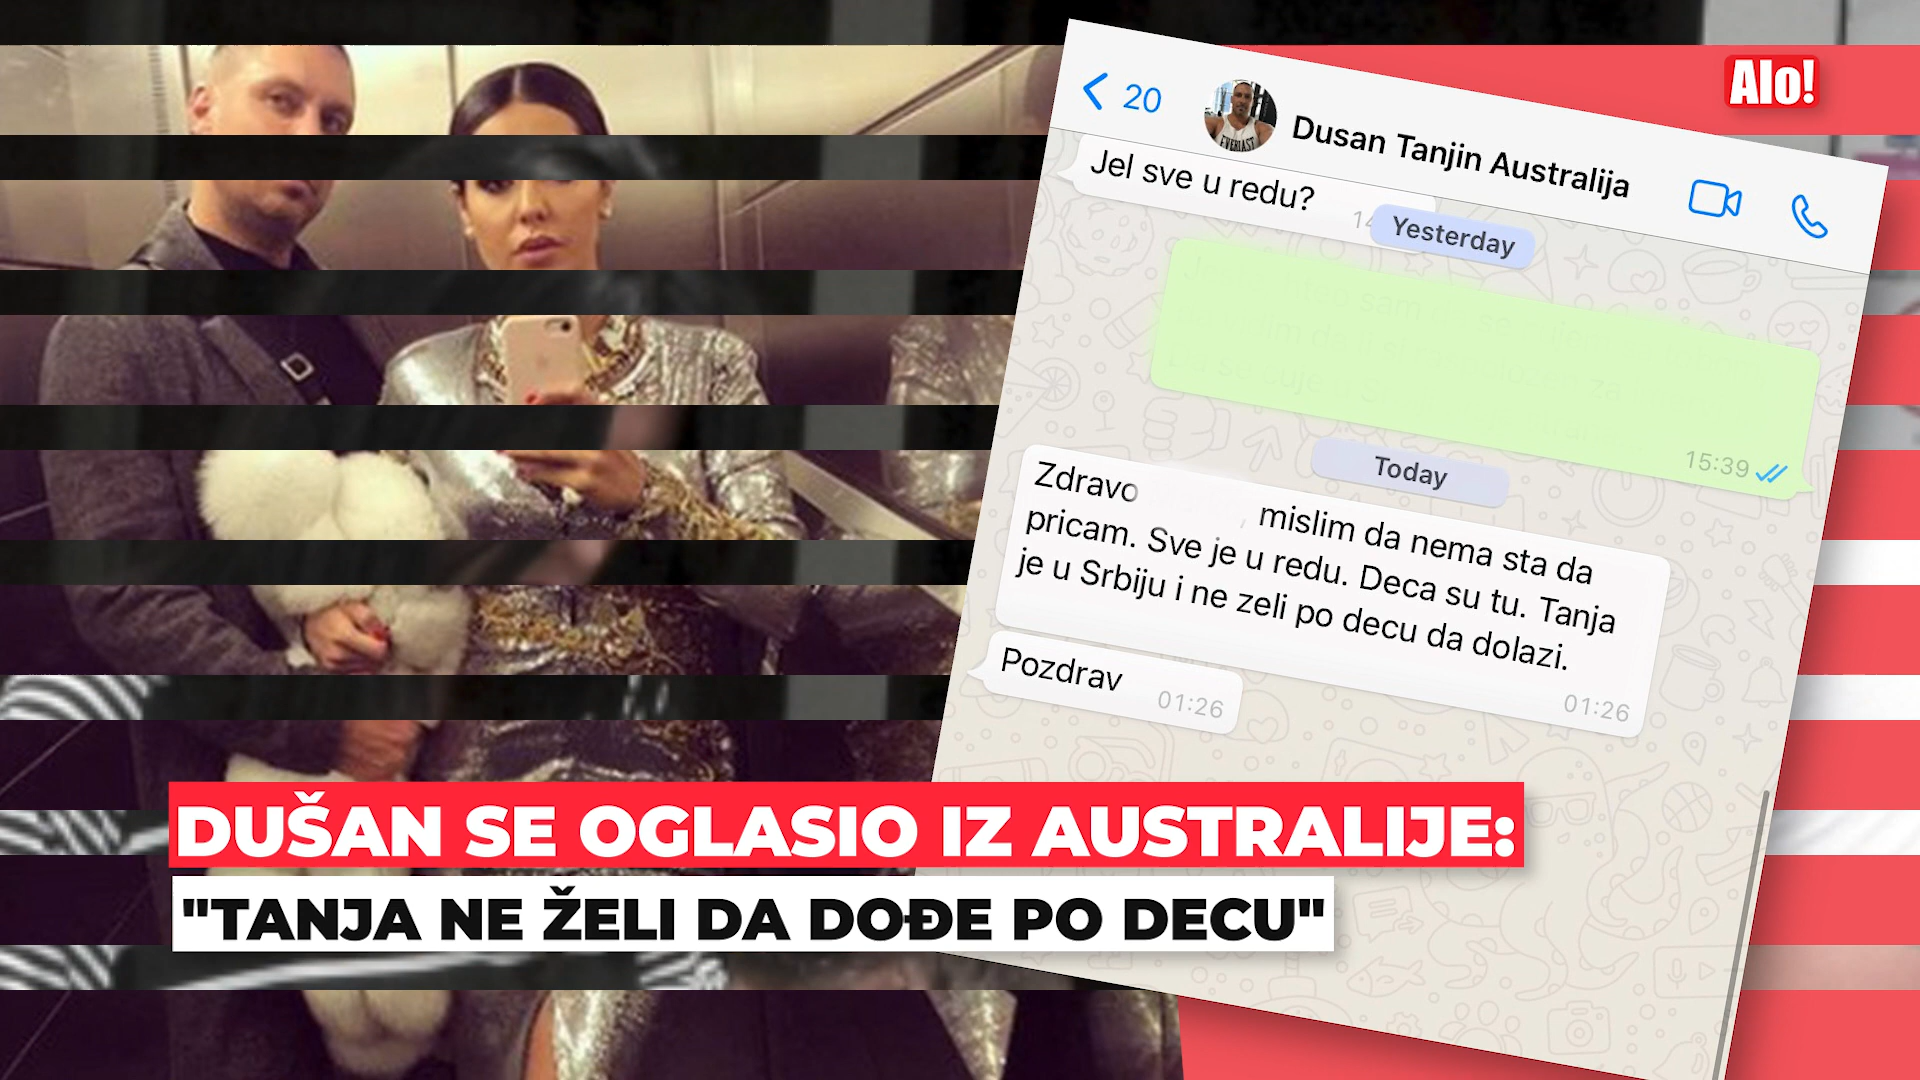 Alo!
20
Dusan Tanjin Australija
EVERLAST
Jel sve u redu?
Yesterday
15:39
Today
Zdravo mislim da nema sta da
pricam. Sve je u redu. Deca su tu. Tanja
je u Srbiju i ne zeli po decu da dolazi.
01:26
Pozdrav
01:26
DUŠAN SE OGLASIO IZ AUSTRALIJE:
"TANJA NE ŽELI DA DOĐE PO DECU"